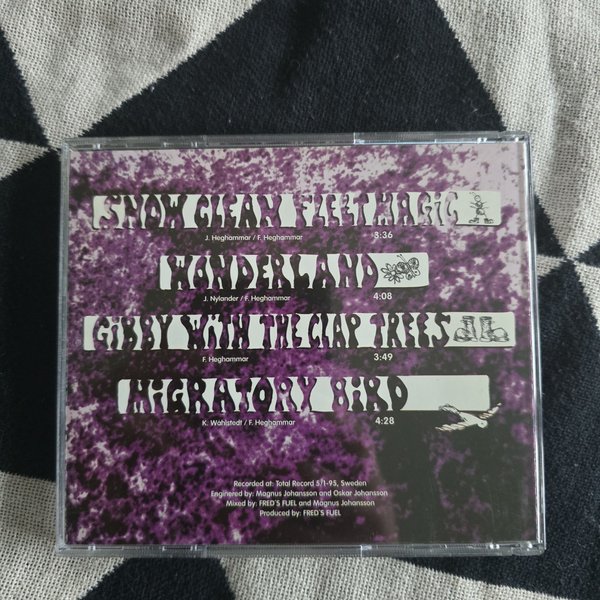 SNOW CLEAN FLEETMAGIC
J. Heghammar / F. Heghammar 3:36
WONDERLAND
J. Nylander / F. Heghammar 4:08
GIBBY WITH THE CLAP TREES
F. Heghammar 3:49
MIGRATORY BIRD
K. Wahlstedt / F. Heghammar 4:28
Recorded at: Total Record 5/1-95, Sweden
Enginered by: Magnus Johansson and Oskar Johansson
Mixed by: FRED'S FUEL and Magnus Johansson
Produced by: FRED'S FUEL